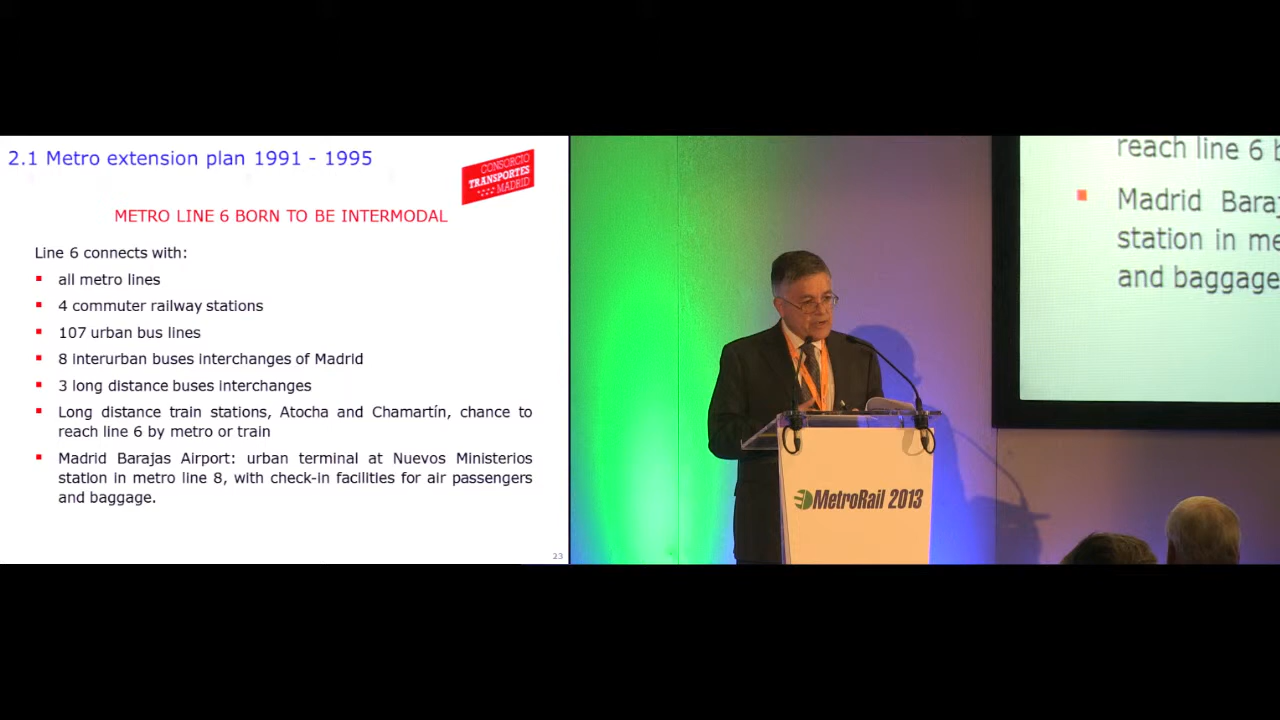 2.1 Metro extension plan 1991 - 1995
CONSORCIO
TRANSPORTES
MADRID
METRO LINE 6 BORN TO BE INTERMODAL
Line 6 connects with:
▪ all metro lines
▪ 4 commuter railway stations
▪ 107 urban bus lines
▪ 8 interurban buses interchanges of Madrid
▪ 3 long distance buses interchanges
▪ Long distance train stations, Atocha and Chamartín, chance to
reach line 6 by metro or train
▪ Madrid Barajas Airport: urban terminal at Nuevos Ministerios
station in metro line 8, with check-in facilities for air passengers
and baggage.
23
reach line 6 b
▪ Madrid Baraj
station in me
and baggage
MetroRail 2013